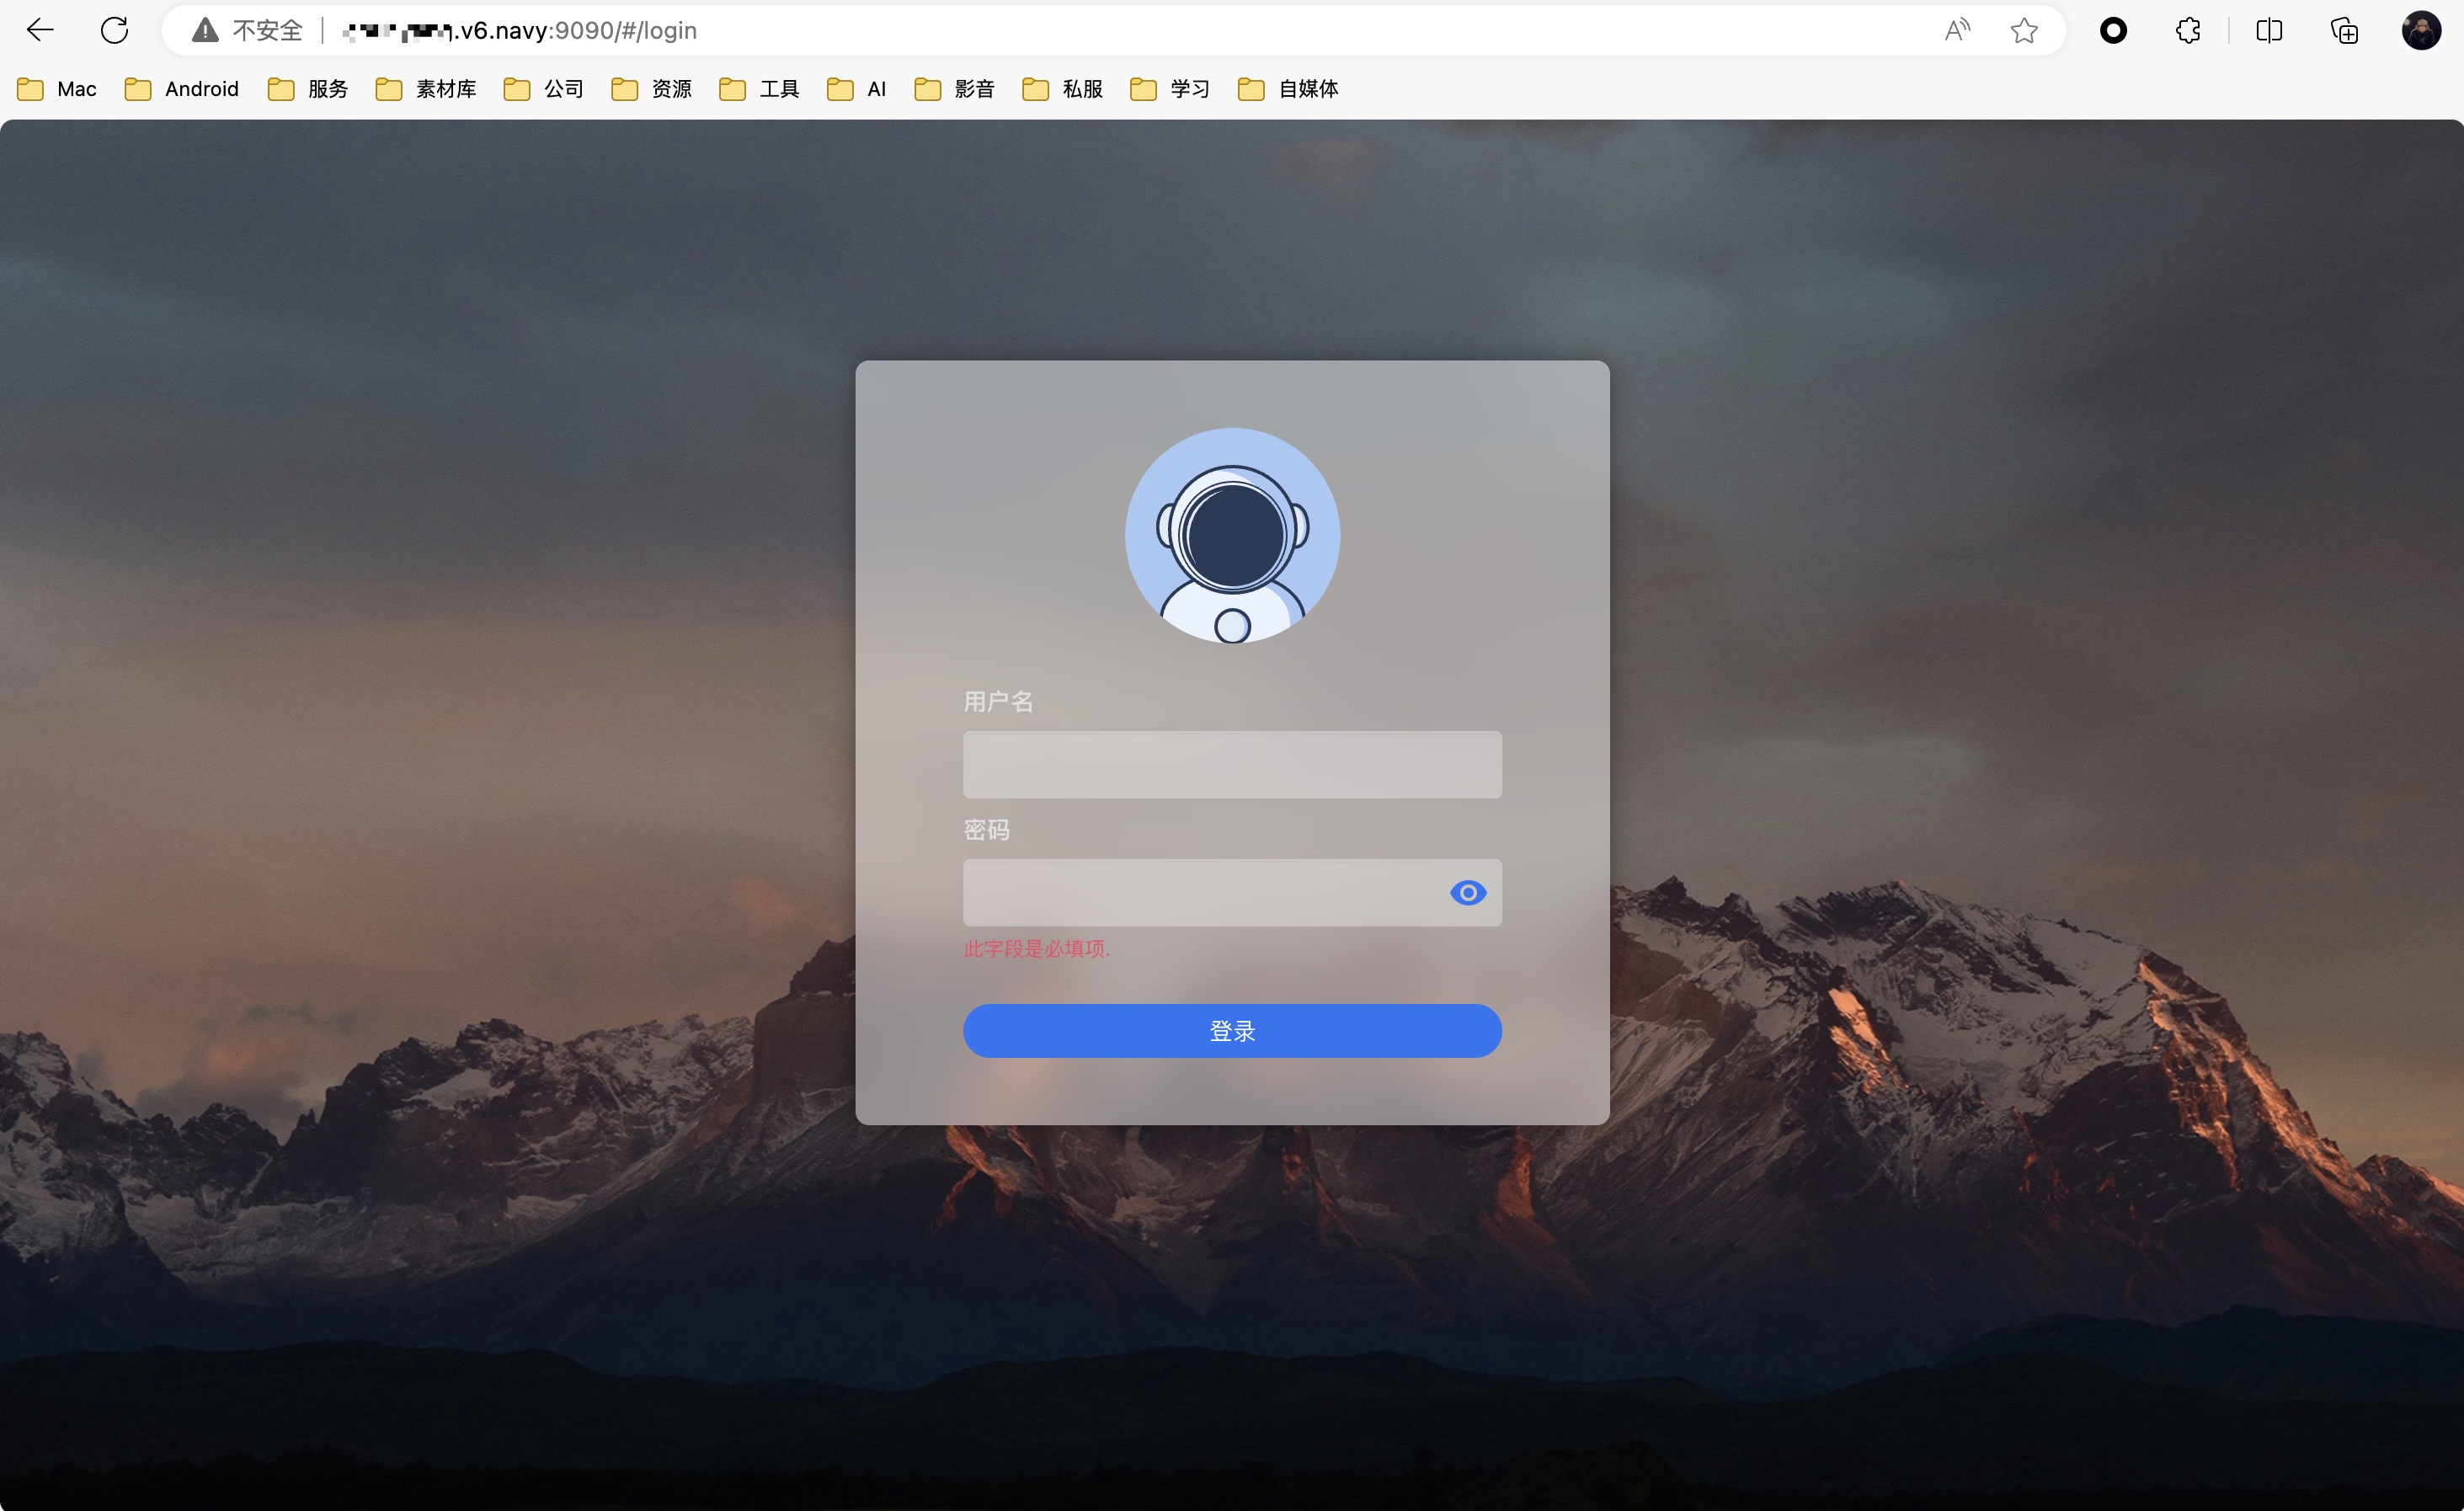 不安全 .v6.navy:9090/#/login
Mac Android 服务 素材库 公司 资源 工具 AI 影音 私服 学习 自媒体
用户名
密码
此字段是必填项.
登录